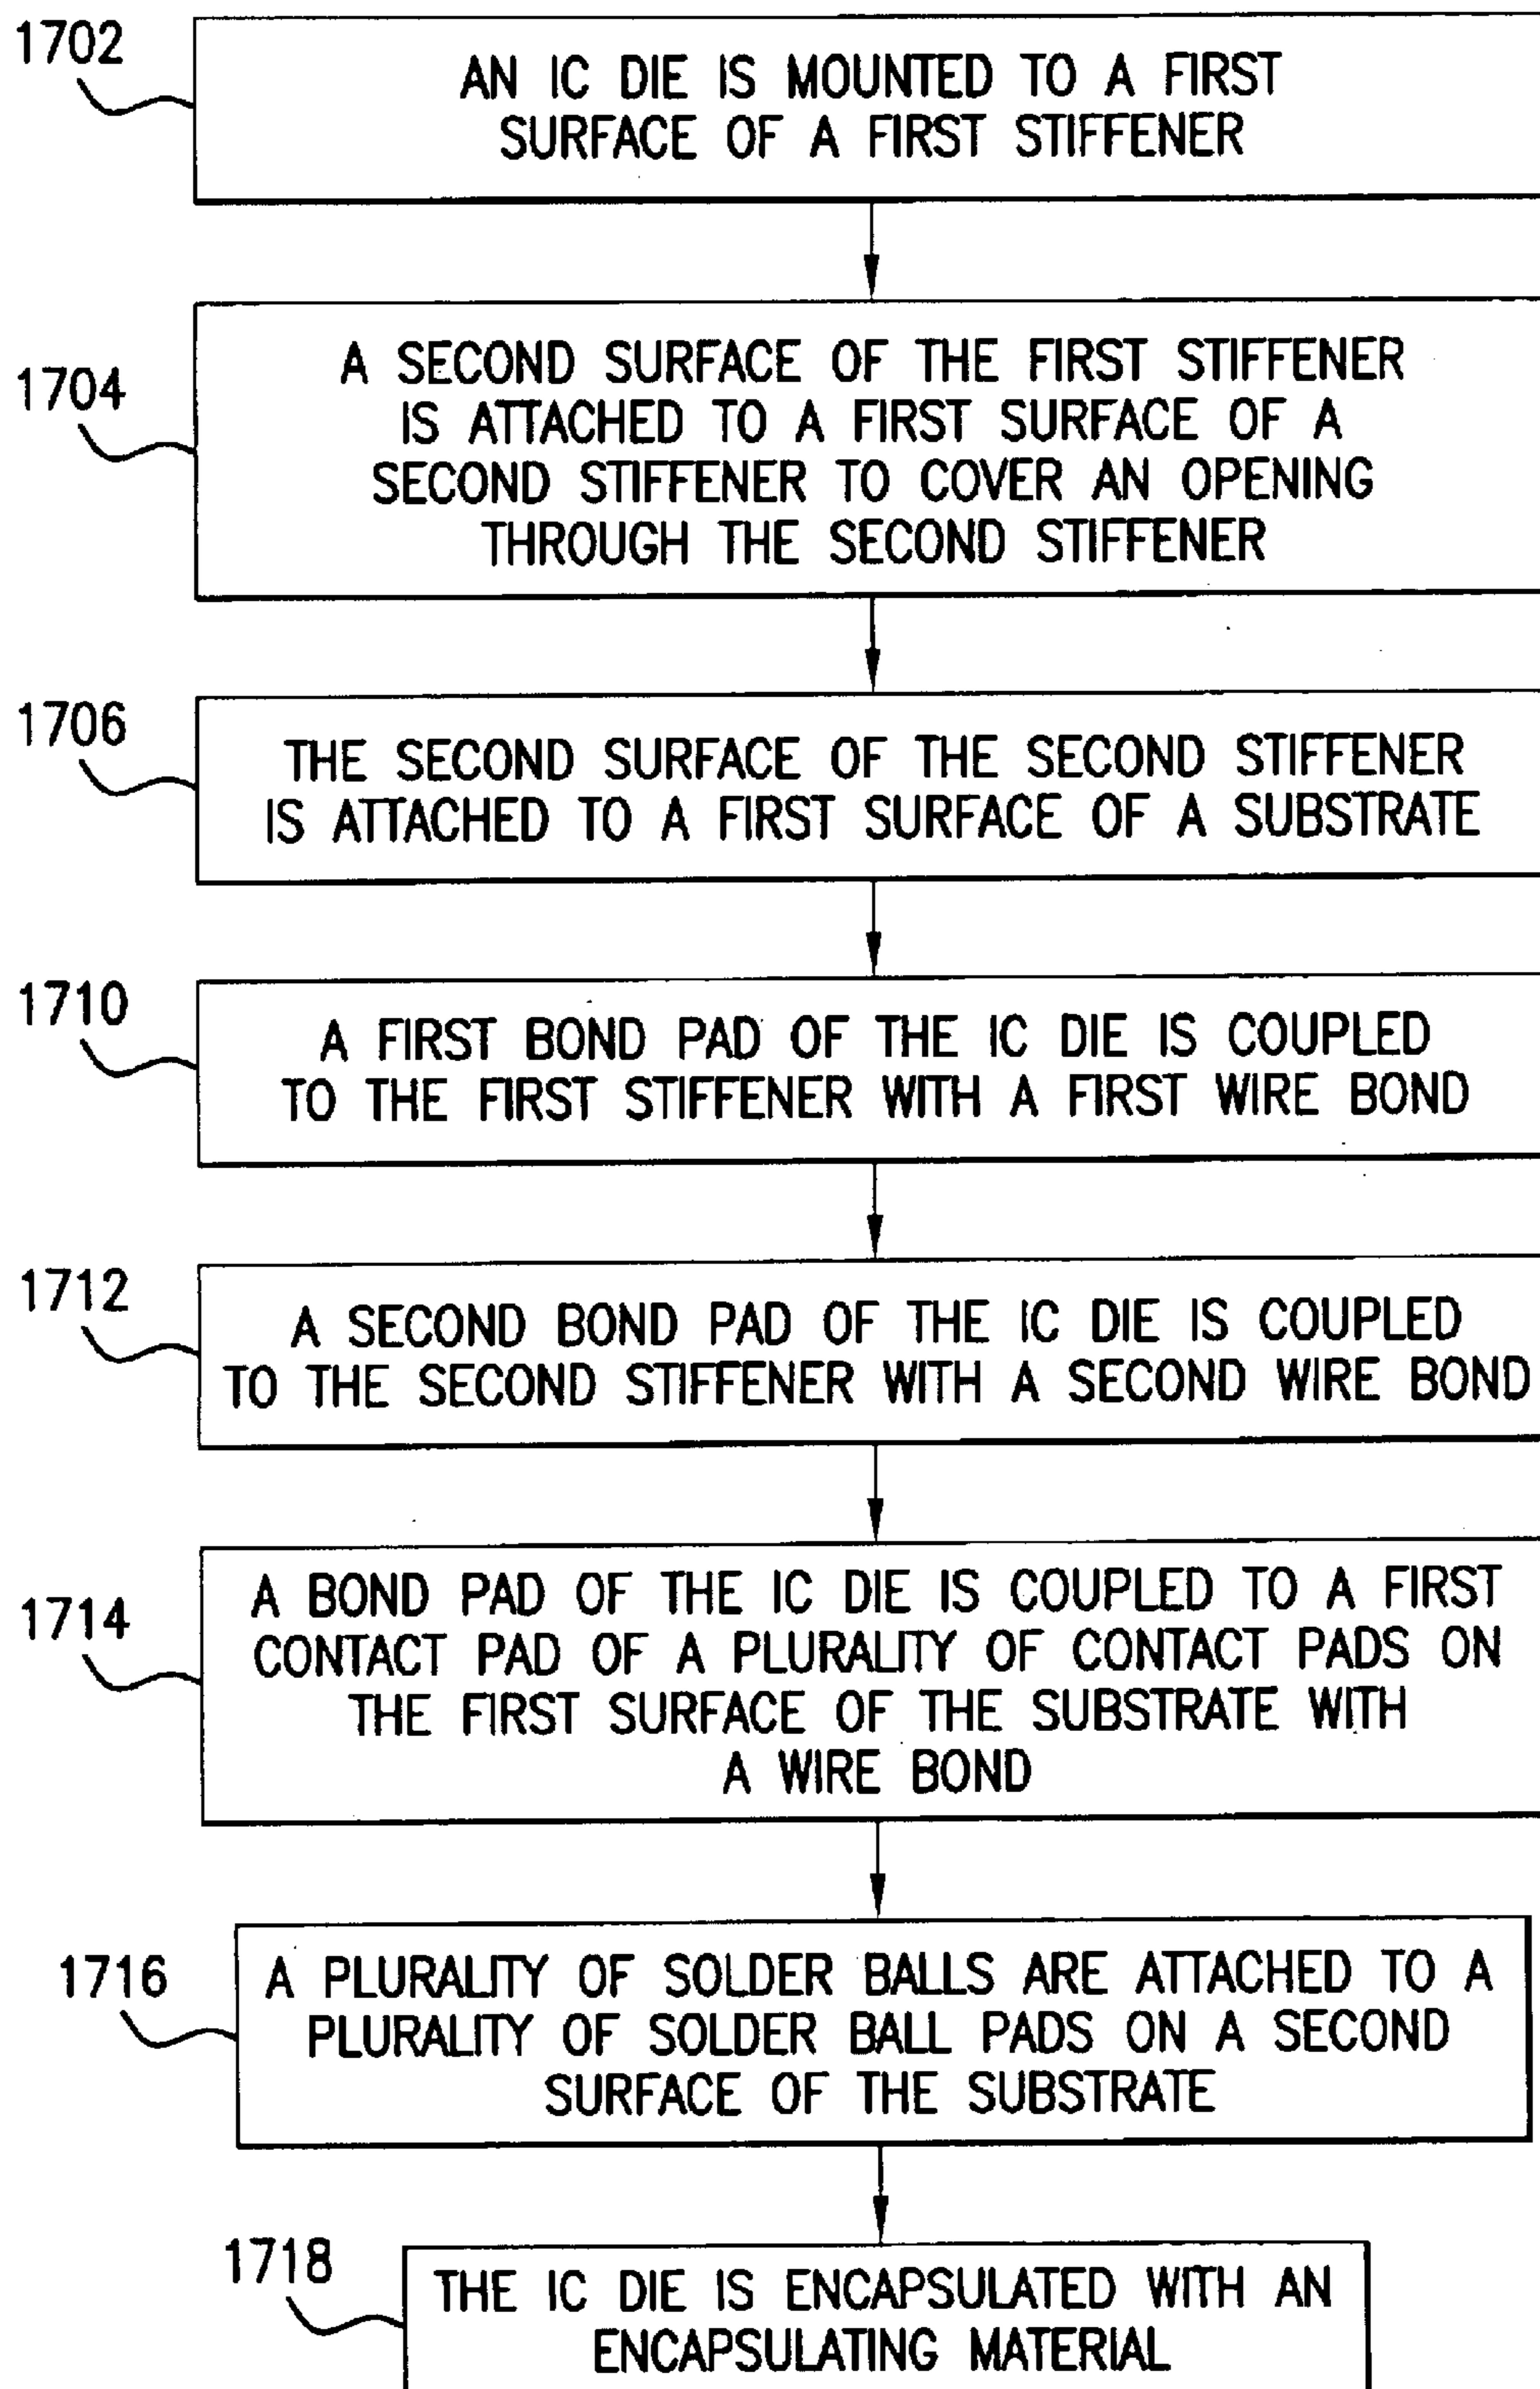 1702
AN IC DIE IS MOUNTED TO A FIRST
SURFACE OF A FIRST STIFFENER
1704
A SECOND SURFACE OF THE FIRST STIFFENER
IS ATTACHED TO A FIRST SURFACE OF A
SECOND STIFFENER TO COVER AN OPENING
THROUGH THE SECOND STIFFENER
1706
THE SECOND SURFACE OF THE SECOND STIFFENER
IS ATTACHED TO A FIRST SURFACE OF A SUBSTRATE
1710
A FIRST BOND PAD OF THE IC DIE IS COUPLED
TO THE FIRST STIFFENER WITH A FIRST WIRE BOND
1712
A SECOND BOND PAD OF THE IC DIE IS COUPLED
TO THE SECOND STIFFENER WITH A SECOND WIRE BOND
1714
A BOND PAD OF THE IC DIE IS COUPLED TO A FIRST
CONTACT PAD OF A PLURALITY OF CONTACT PADS ON
THE FIRST SURFACE OF THE SUBSTRATE WITH
A WIRE BOND
1716
A PLURALITY OF SOLDER BALLS ARE ATTACHED TO A
PLURALITY OF SOLDER BALL PADS ON A SECOND
SURFACE OF THE SUBSTRATE
1718
THE IC DIE IS ENCAPSULATED WITH AN
ENCAPSULATING MATERIAL